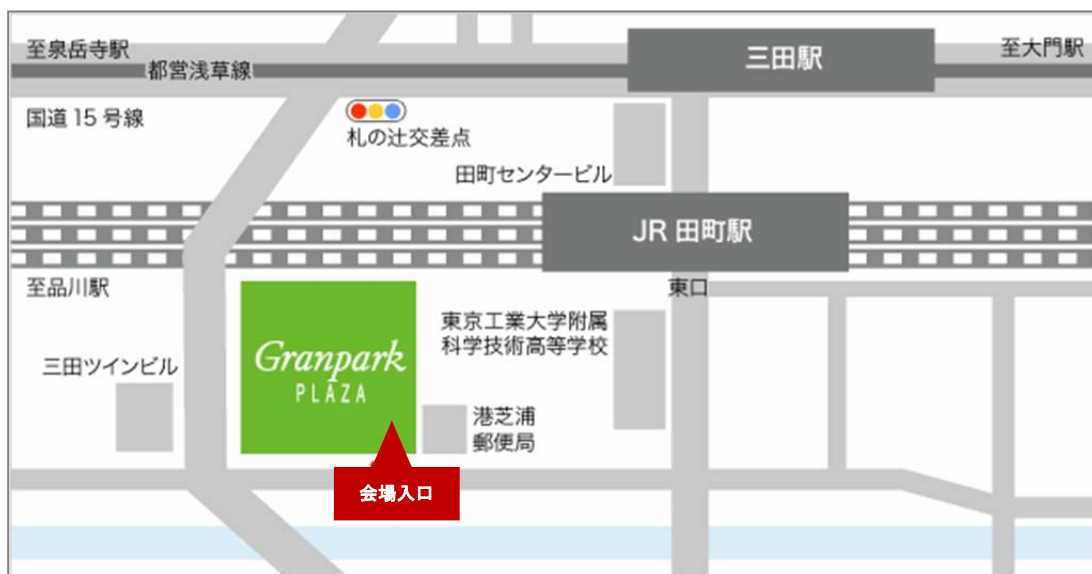 至泉岳寺駅
三田駅
至大門駅
都営浅草線
国道15号線
札の辻交差点
田町センタービル
JR 田町駅
至品川駅
東口
東京工業大学附属
科学技術高等学校
Granpark
PLAZA
三田ツインビル
港芝浦
郵便局
会場入口